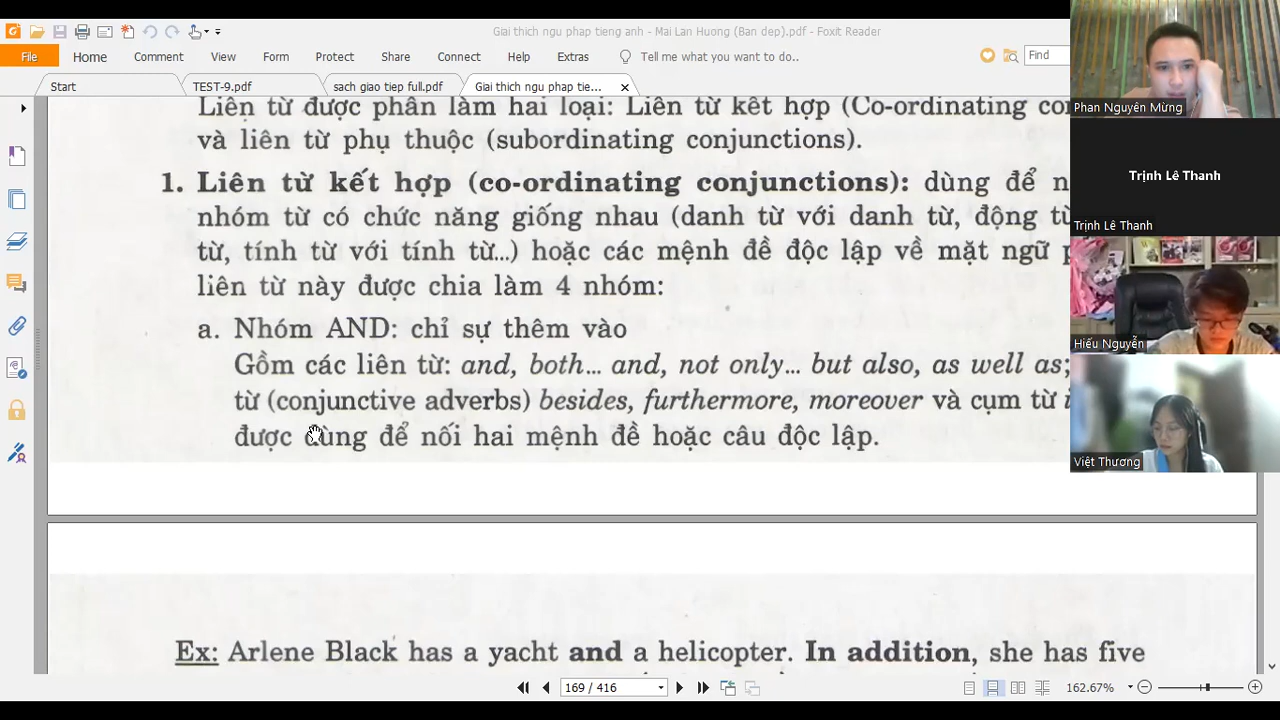 Giai thich ngu phap tieng anh - Mai Lan Huong (Ban dep).pdf - Foxit Reader
File Home Comment View Form Protect Share Connect Help Extras Tell me what you want to do.. Find
Start TEST-9.pdf sach giao tiep full.pdf Giai thich ngu phap tie...
Phan Nguyên Mừng
Trịnh Lê Thanh
Trịnh Lê Thanh
Hiếu Nguyễn
Việt Thương
Liên từ được phân làm hai loại: Liên từ kết hợp (Co-ordinating
và liên từ phụ thuộc (subordinating conjunctions).
1. Liên từ kết hợp (co-ordinating conjunctions): dùng để
nhóm từ có chức năng giống nhau (danh từ với danh từ, động
từ, tính từ với tính từ...) hoặc các mệnh đề độc lập về mặt ngữ
liên từ này được chia làm 4 nhóm:
a. Nhóm AND: chỉ sự thêm vào
Gồm các liên từ: and, both... and, not only... but also, as well as;
từ (conjunctive adverbs) besides, furthermore, moreover và cụm từ
được dùng để nối hai mệnh đề hoặc câu độc lập.
Ex: Arlene Black has a yacht and a helicopter. In addition, she has five
169 / 416 162.67%